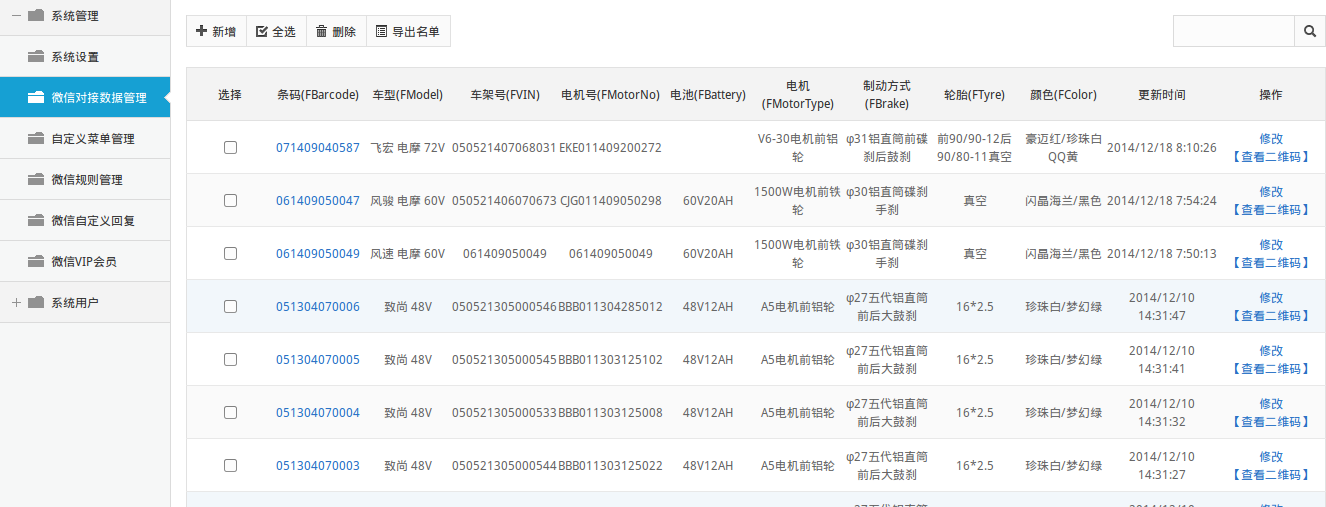 系统管理
系统设置
微信对接数据管理
自定义菜单管理
微信规则管理
微信自定义回复
微信VIP会员
系统用户
新增 全选 删除 导出名单
选择 条码(FBarcode) 车型(FModel) 车架号(FVIN) 电机号(FMotorNo) 电池(FBattery) 电机(FMotorType) 制动方式(FBrake) 轮胎(FTyre) 颜色(FColor) 更新时间 操作
071409040587 飞宏 电摩 72V 050521407068031 EKE011409200272 V6-30电机前铝轮 φ31铝直筒前碟刹后鼓刹 前90/90-12后90/80-11真空 豪迈红/珍珠白QQ黄 2014/12/18 8:10:26 修改【查看二维码】
061409050047 风骏 电摩 60V 050521406070673 CJG011409050298 60V20AH 1500W电机前铁轮 φ30铝直筒碟刹手刹 真空 闪晶海兰/黑色 2014/12/18 7:54:24 修改【查看二维码】
061409050049 风速 电摩 60V 061409050049 061409050049 60V20AH 1500W电机前铁轮 φ30铝直筒碟刹手刹 真空 闪晶海兰/黑色 2014/12/18 7:50:13 修改【查看二维码】
051304070006 致尚 48V 050521305000546 BBB011304285012 48V12AH A5电机前铝轮 φ27五代铝直筒前后大鼓刹 16*2.5 珍珠白/梦幻绿 2014/12/10 14:31:47 修改【查看二维码】
051304070005 致尚 48V 050521305000545 BBB011303125102 48V12AH A5电机前铝轮 φ27五代铝直筒前后大鼓刹 16*2.5 珍珠白/梦幻绿 2014/12/10 14:31:41 修改【查看二维码】
051304070004 致尚 48V 050521305000533 BBB011303125008 48V12AH A5电机前铝轮 φ27五代铝直筒前后大鼓刹 16*2.5 珍珠白/梦幻绿 2014/12/10 14:31:32 修改【查看二维码】
051304070003 致尚 48V 050521305000544 BBB011303125022 48V12AH A5电机前铝轮 φ27五代铝直筒前后大鼓刹 16*2.5 珍珠白/梦幻绿 2014/12/10 14:31:27 修改【查看二维码】